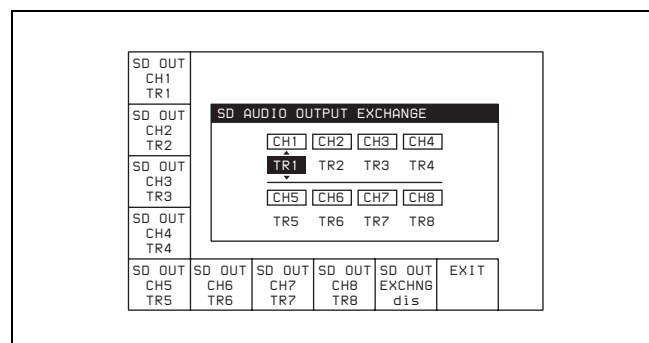 SD OUT
CH1
TR1
SD OUT
CH2
TR2
SD OUT
CH3
TR3
SD OUT
CH4
TR4
SD AUDIO OUTPUT EXCHANGE
CH1 CH2 CH3 CH4
TR1 TR2 TR3 TR4
CH5 CH6 CH7 CH8
TR5 TR6 TR7 TR8
SD OUT
CH5
TR5
SD OUT
CH6
TR6
SD OUT
CH7
TR7
SD OUT
CH8
TR8
SD OUT
EXCHNG
dis
EXIT